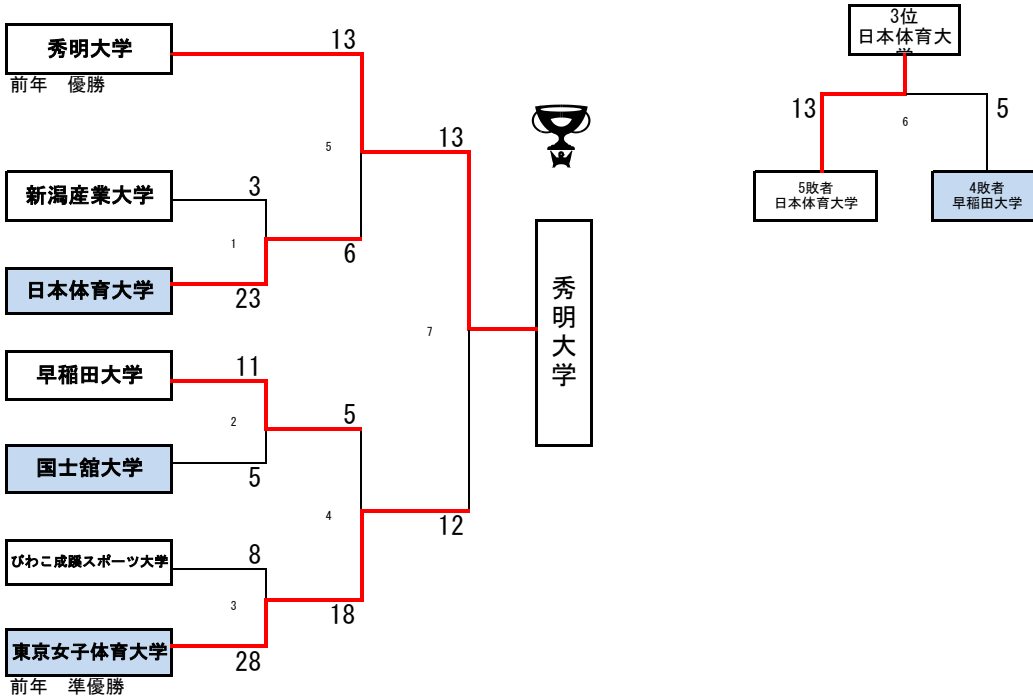 秀明大学
前年　優勝
13
5
新潟産業大学
3
1
6
日本体育大学
23
13
7
秀明大学
早稲田大学
11
2
5
国士舘大学
5
4
12
びわこ成蹊スポーツ大学
8
3
18
東京女子体育大学
28
前年　準優勝
3位
日本体育大
学
13
6
5
5敗者
日本体育大学
4敗者
早稲田大学